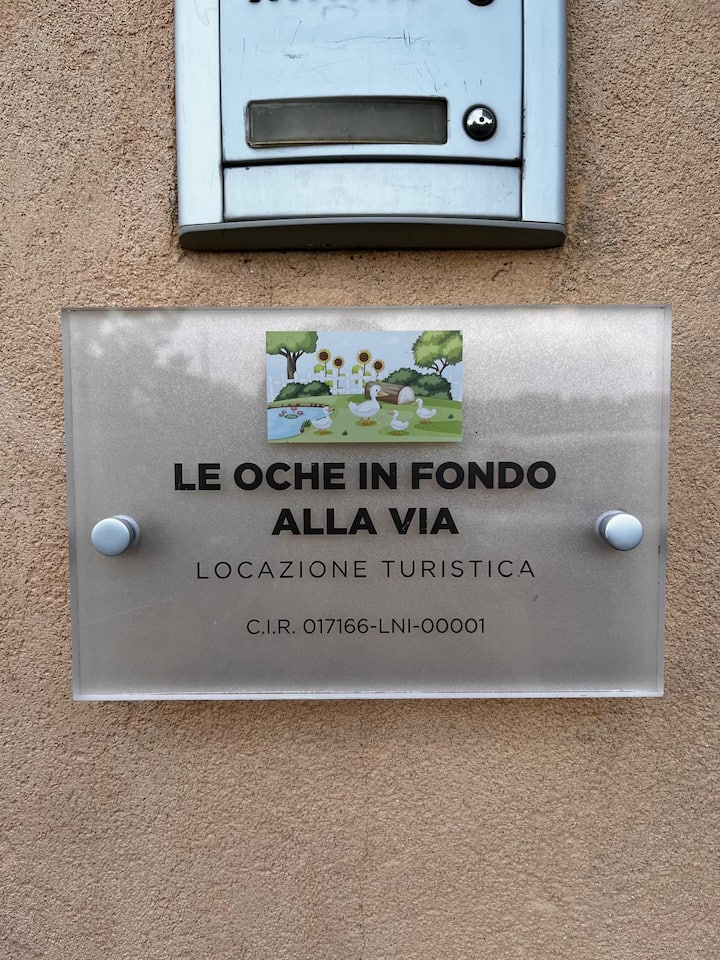 LE OCHE IN FONDO
ALLA VIA
LOCAZIONE TURISTICA
C.I.R. 017166-LNI-00001